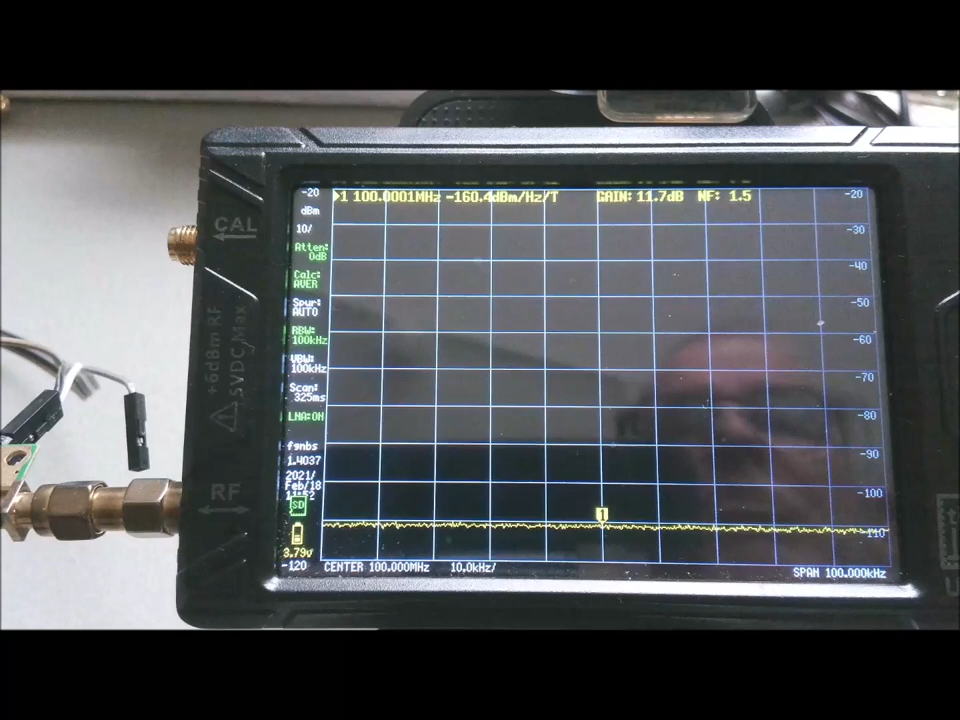 -20
▶1 100.0001MHz -160.4dBm/Hz/T GAIN: 11.7dB NF: 1.5
-20
dBm
10/
-30
Atten:
0dB
-40
Calc:
AVER
-50
Spur:
AUTO
RBW:
100kHz
-60
VBW:
100kHz
-70
Scan:
325ms
-80
LNA:ON
-90
1.4037
2021/
Feb/18
-100
SD
1
-110
3.79v
-120
CENTER 100.000MHz 10.0kHz/ SPAN 100.000kHz
CAL
+6dBm RF
5VDC Max
RF